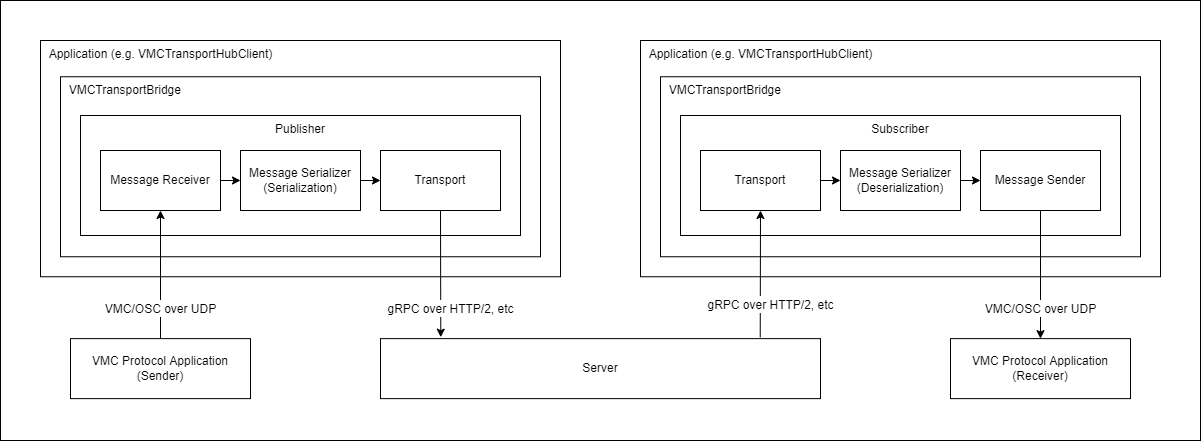 Application (e.g. VMCTransportHubClient)
VMCTransportBridge
Publisher
Message Receiver
Message Serializer
(Serialization)
Transport
VMC/OSC over UDP
gRPC over HTTP/2, etc
VMC Protocol Application
(Sender)
Server
Application (e.g. VMCTransportHubClient)
VMCTransportBridge
Subscriber
Transport
Message Serializer
(Deserialization)
Message Sender
gRPC over HTTP/2, etc
VMC/OSC over UDP
VMC Protocol Application
(Receiver)